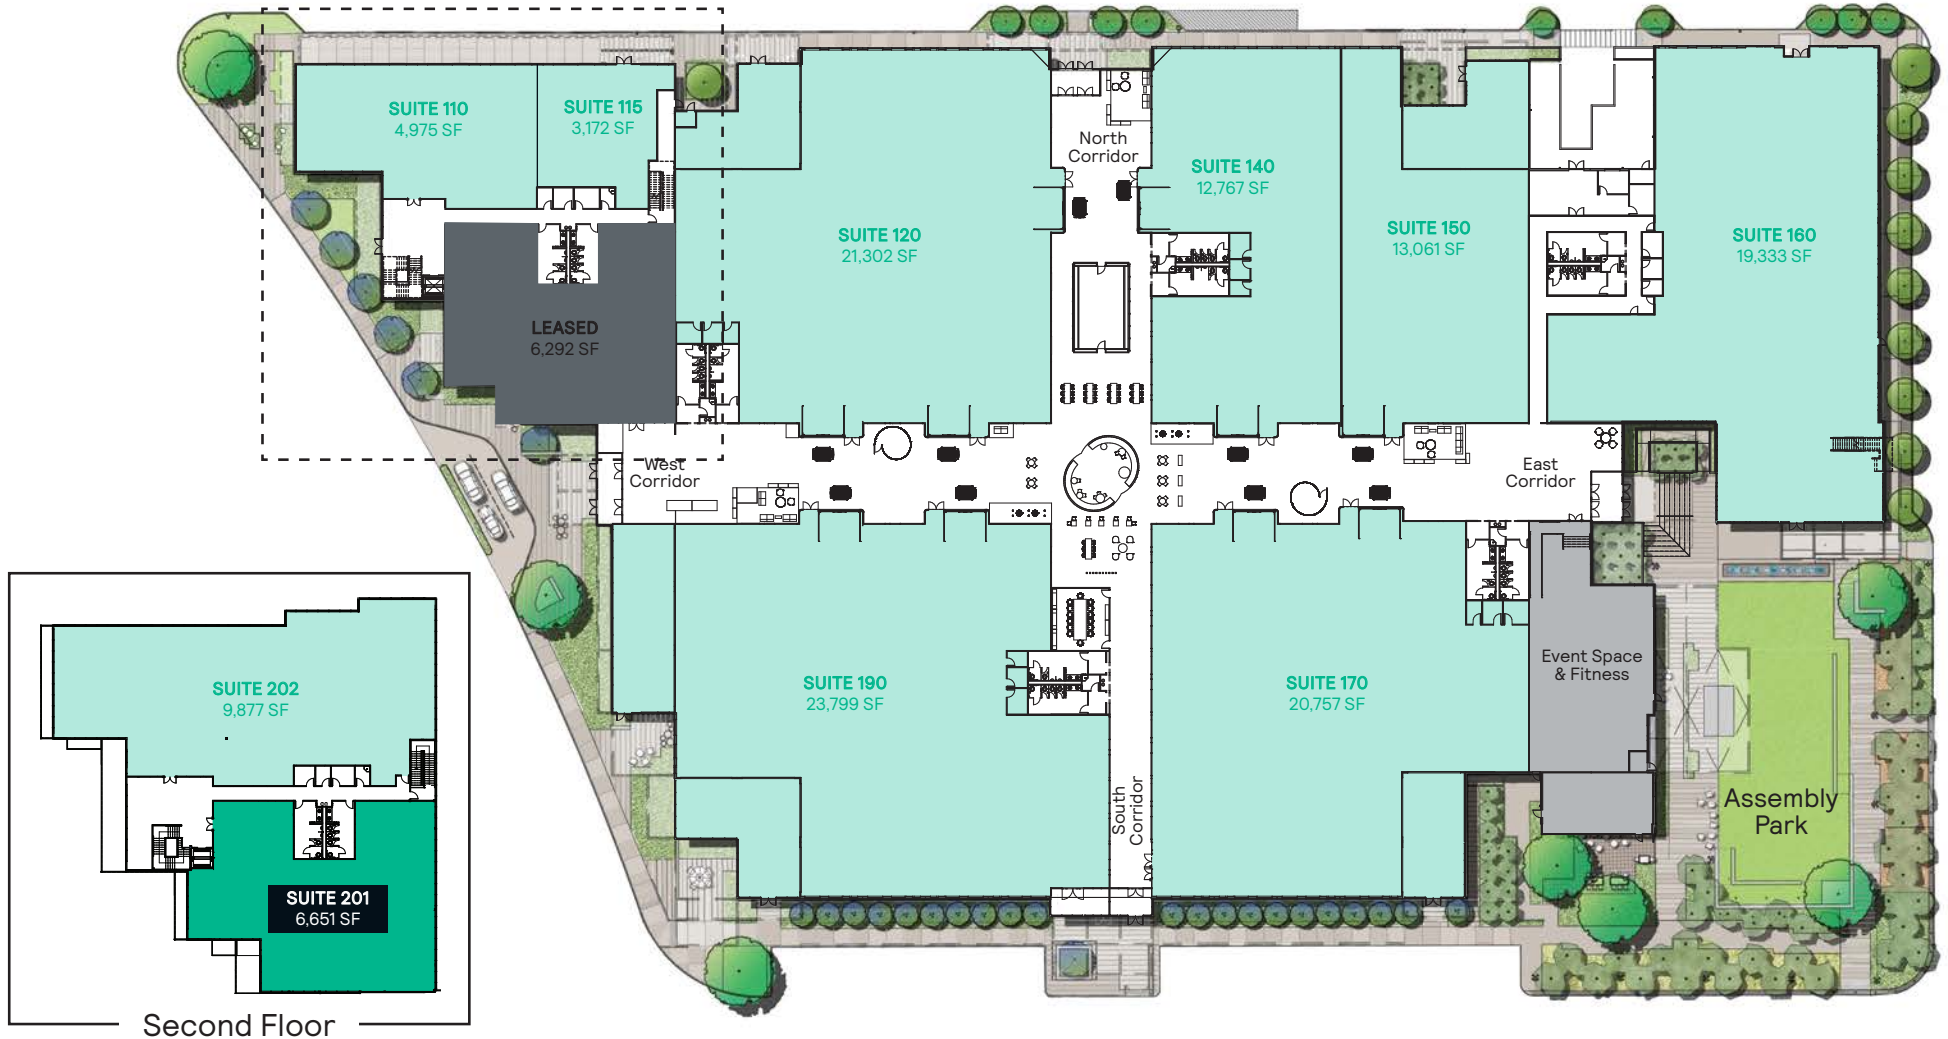 SUITE 110
4,975 SF
SUITE 115
3,172 SF
North
Corridor
SUITE 140
12,767 SF
SUITE 120
21,302 SF
SUITE 150
13,061 SF
SUITE 160
19,333 SF
LEASED
6,292 SF
West
Corridor
East
Corridor
SUITE 190
23,799 SF
SUITE 170
20,757 SF
Event Space
& Fitness
South
Corridor
Assembly
Park
SUITE 202
9,877 SF
SUITE 201
6,651 SF
Second Floor